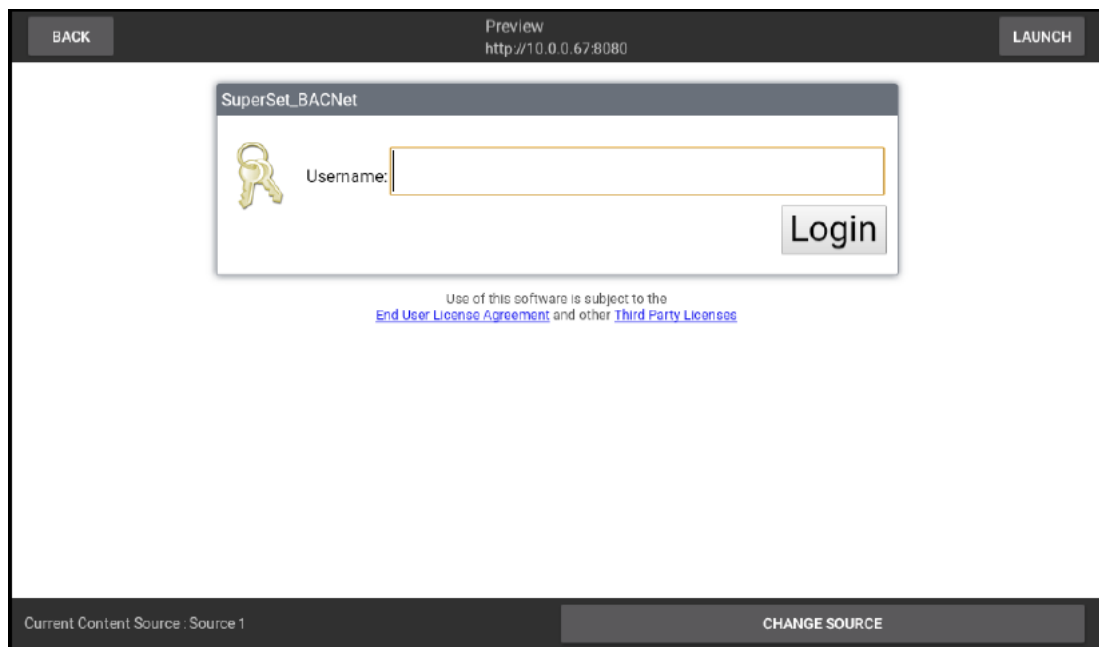 BACK
Preview
http://10.0.0.67:8080
LAUNCH
SuperSet_BACNet
Username:
Login
Use of this software is subject to the
End User License Agreement and other Third Party Licenses
Current Content Source : Source 1
CHANGE SOURCE